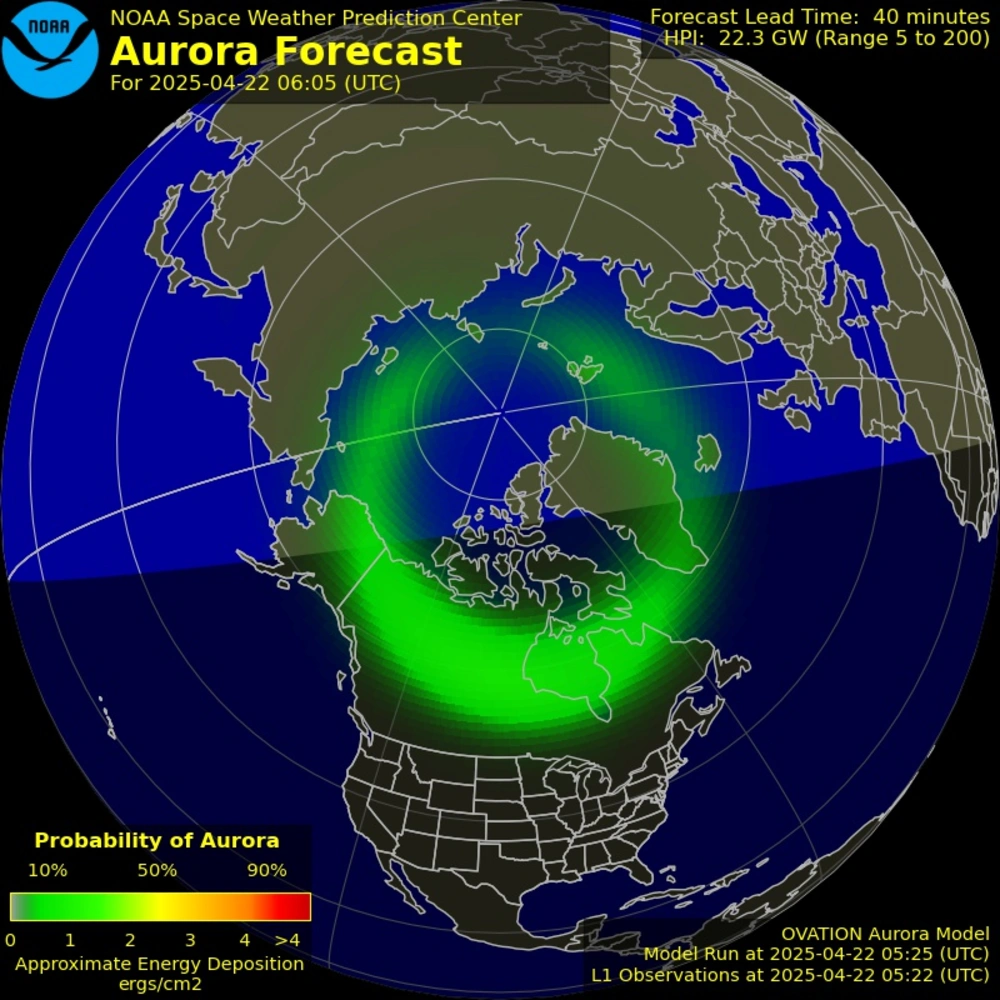 NOAA
NOAA Space Weather Prediction Center
Aurora Forecast
For 2025-04-22 06:05 (UTC)
Forecast Lead Time: 40 minutes
HPI: 22.3 GW (Range 5 to 200)
Probability of Aurora
10% 50% 90%
0 1 2 3 4 >4
Approximate Energy Deposition
ergs/cm2
OVATION Aurora Model
Model Run at 2025-04-22 05:25 (UTC)
L1 Observations at 2025-04-22 05:22 (UTC)